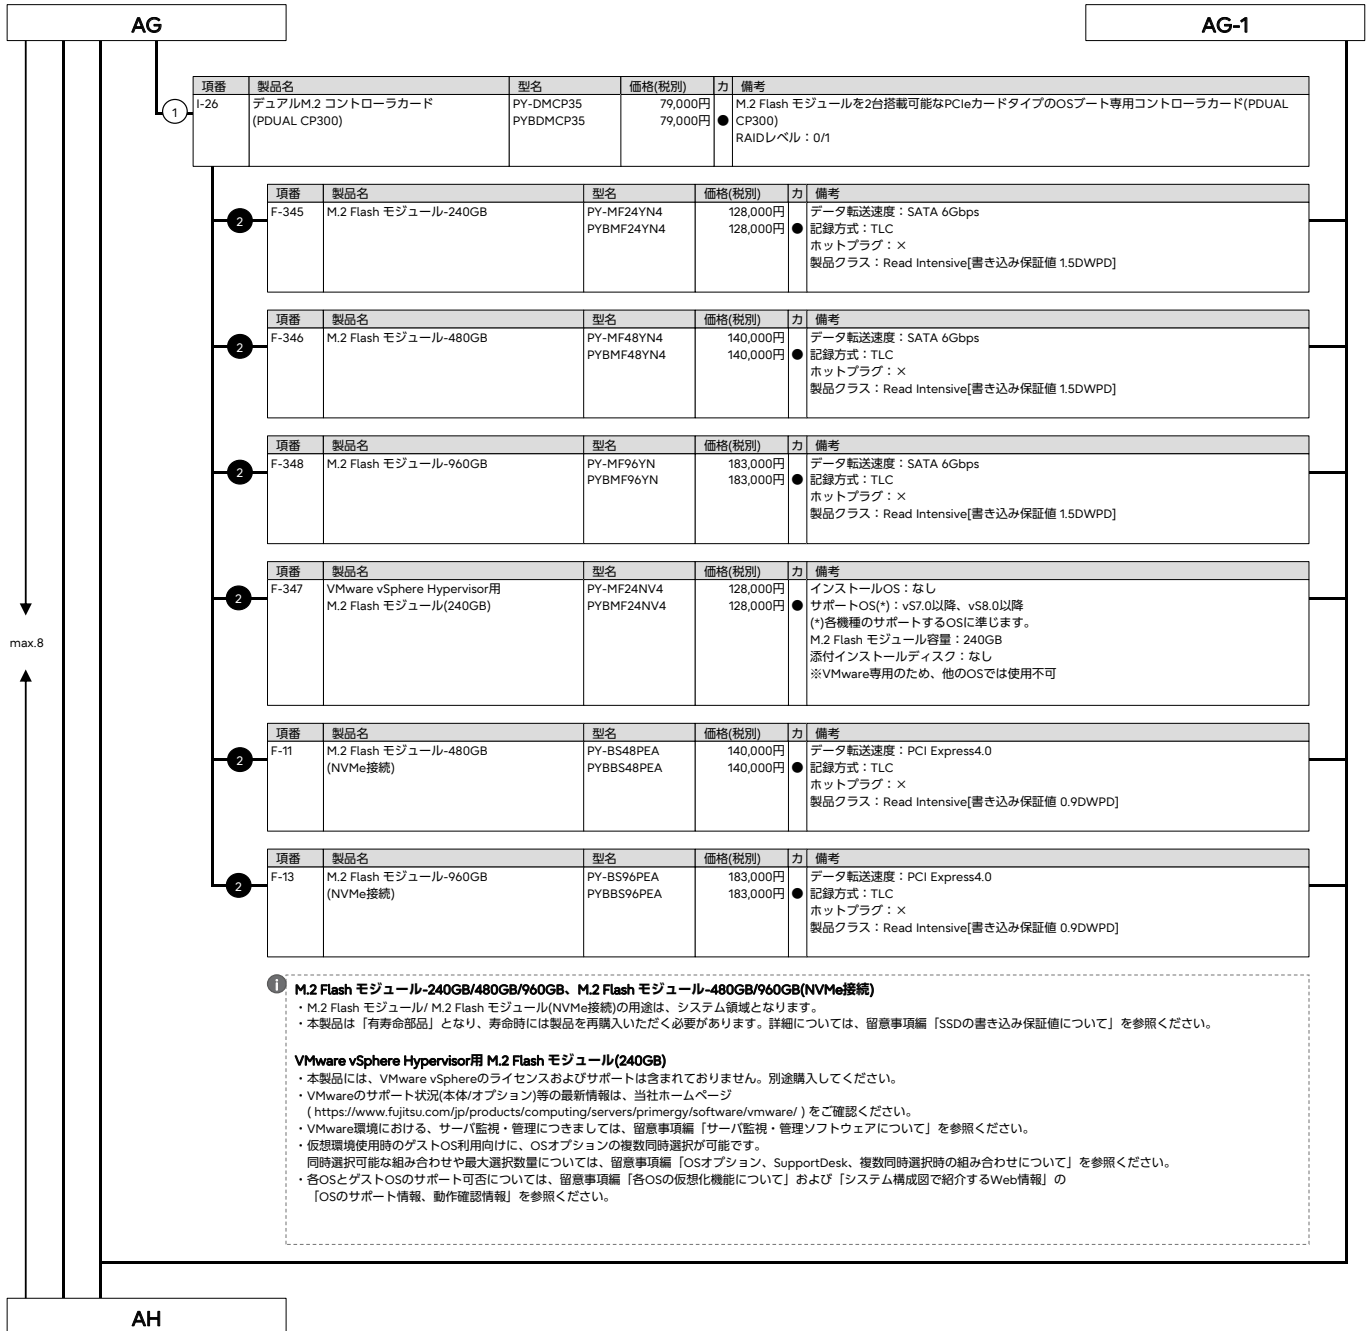 AG
AG-1
項番 製品名 型名 価格(税別) カ 備考
1 I-26 デュアルM.2 コントローラカード PY-DMCP35 79,000円 M.2 Flash モジュールを2台搭載可能なPCIeカードタイプのOSブート専用コントローラカード(PDUAL
(PDUAL CP300) PYBDMCP35 79,000円 ● CP300)
RAIDレベル：0/1
項番 製品名 型名 価格(税別) カ 備考
2 F-345 M.2 Flash モジュール-240GB PY-MF24YN4 128,000円 データ転送速度：SATA 6Gbps
PYBMF24YN4 128,000円 ● 記録方式：TLC
ホットプラグ：×
製品クラス：Read Intensive[書き込み保証値 1.5DWPD]
項番 製品名 型名 価格(税別) カ 備考
2 F-346 M.2 Flash モジュール-480GB PY-MF48YN4 140,000円 データ転送速度：SATA 6Gbps
PYBMF48YN4 140,000円 ● 記録方式：TLC
ホットプラグ：×
製品クラス：Read Intensive[書き込み保証値 1.5DWPD]
項番 製品名 型名 価格(税別) カ 備考
2 F-348 M.2 Flash モジュール-960GB PY-MF96YN 183,000円 データ転送速度：SATA 6Gbps
PYBMF96YN 183,000円 ● 記録方式：TLC
ホットプラグ：×
製品クラス：Read Intensive[書き込み保証値 1.5DWPD]
項番 製品名 型名 価格(税別) カ 備考
2 F-347 VMware vSphere Hypervisor用 PY-MF24NV4 128,000円 インストールOS：なし
M.2 Flash モジュール(240GB) PYBMF24NV4 128,000円 ● サポートOS(*)：vS7.0以降、vS8.0以降
(*)各機種のサポートするOSに準じます。
max.8
M.2 Flash モジュール容量：240GB
添付インストールディスク：なし
※VMware専用のため、他のOSでは使用不可
項番 製品名 型名 価格(税別) カ 備考
2 F-11 M.2 Flash モジュール-480GB PY-BS48PEA 140,000円 データ転送速度：PCI Express4.0
(NVMe接続) PYBBS48PEA 140,000円 ● 記録方式：TLC
ホットプラグ：×
製品クラス：Read Intensive[書き込み保証値 0.9DWPD]
項番 製品名 型名 価格(税別) カ 備考
2 F-13 M.2 Flash モジュール-960GB PY-BS96PEA 183,000円 データ転送速度：PCI Express4.0
(NVMe接続) PYBBS96PEA 183,000円 ● 記録方式：TLC
ホットプラグ：×
製品クラス：Read Intensive[書き込み保証値 0.9DWPD]
i M.2 Flash モジュール-240GB/480GB/960GB、M.2 Flash モジュール-480GB/960GB(NVMe接続)
・M.2 Flash モジュール/ M.2 Flash モジュール(NVMe接続)の用途は、システム領域となります。
・本製品は「有寿命部品」となり、寿命時には製品を再購入いただく必要があります。詳細については、留意事項編「SSDの書き込み保証値について」を参照ください。
VMware vSphere Hypervisor用 M.2 Flash モジュール(240GB)
・本製品には、VMware vSphereのライセンスおよびサポートは含まれておりません。別途購入してください。
・VMwareのサポート状況(本体/オプション)等の最新情報は、当社ホームページ
( https://www.fujitsu.com/jp/products/computing/servers/primergy/software/vmware/ ) をご確認ください。
・VMware環境における、サーバ監視・管理につきましては、留意事項編「サーバ監視・管理ソフトウェアについて」を参照ください。
・仮想環境使用時のゲストOS利用向けに、OSオプションの複数同時選択が可能です。
同時選択可能な組み合わせや最大選択数量については、留意事項編「OSオプション、SupportDesk、複数同時選択時の組み合わせについて」を参照ください。
・各OSとゲストOSのサポート可否については、留意事項編「各OSの仮想化機能について」および「システム構成図で紹介するWeb情報」の
「OSのサポート情報、動作確認情報」を参照ください。
AH